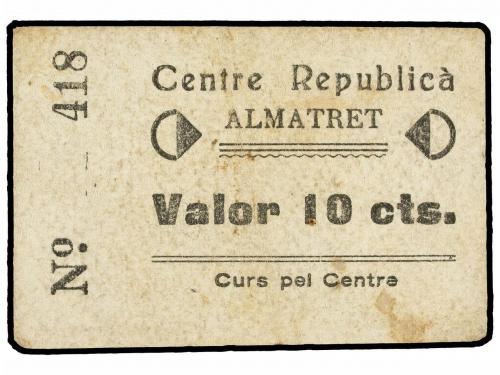 Nº. 418
Centre Republicà
ALMATRET
Valor 10 cts.
Curs pel Centre